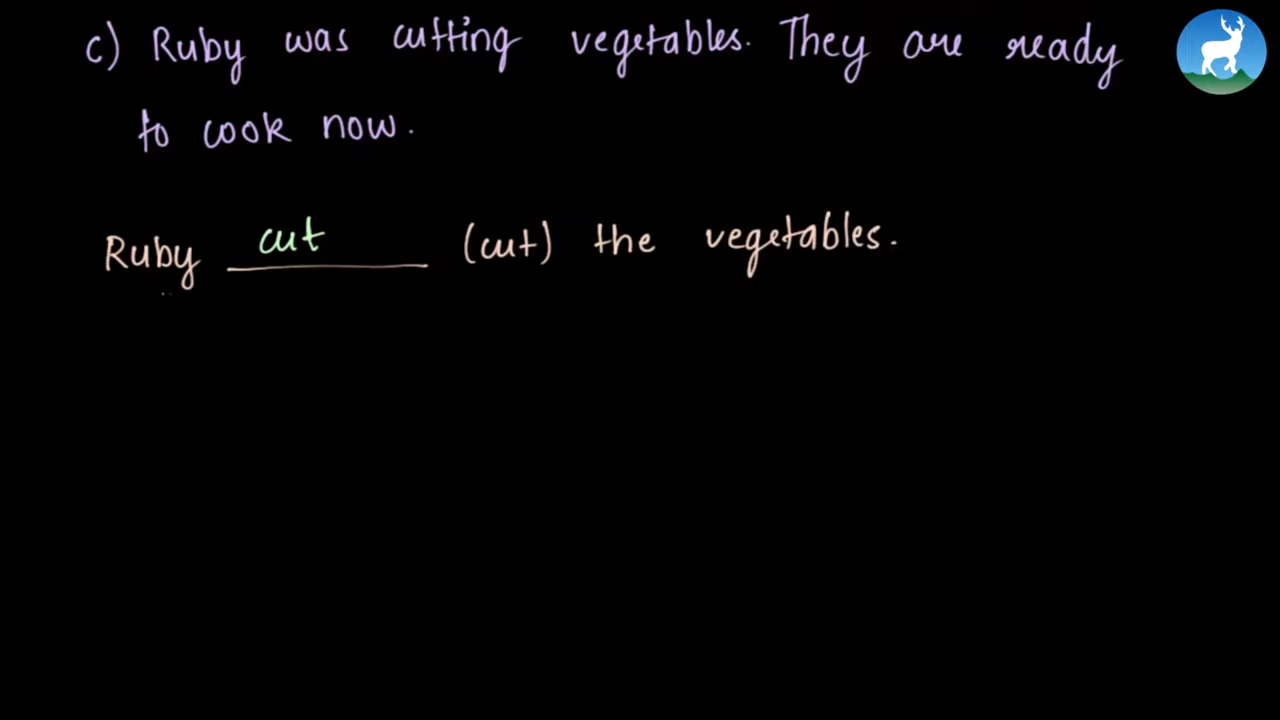 c) Ruby was cutting vegetables. They are ready
to cook now.
Ruby cut (cut) the vegetables.